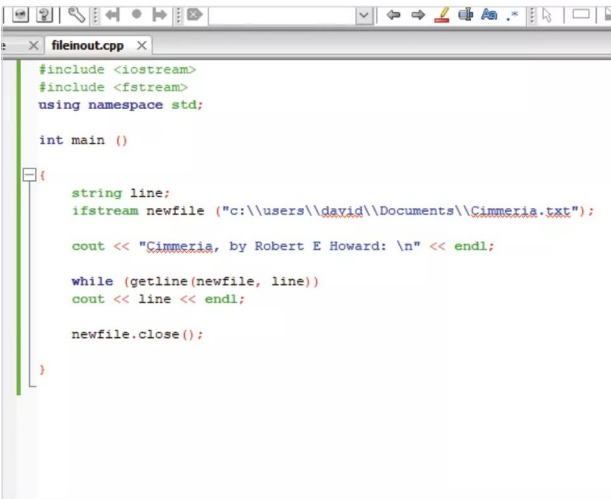 fileinout.cpp
#include <iostream>
#include <fstream>
using namespace std;
int main ()
{
string line;
ifstream newfile ("c:\\users\\david\\Documents\\Cimmeria.txt");
cout << "Cimmeria, by Robert E Howard: \n" << endl;
while (getline(newfile, line))
cout << line << endl;
newfile.close();
}